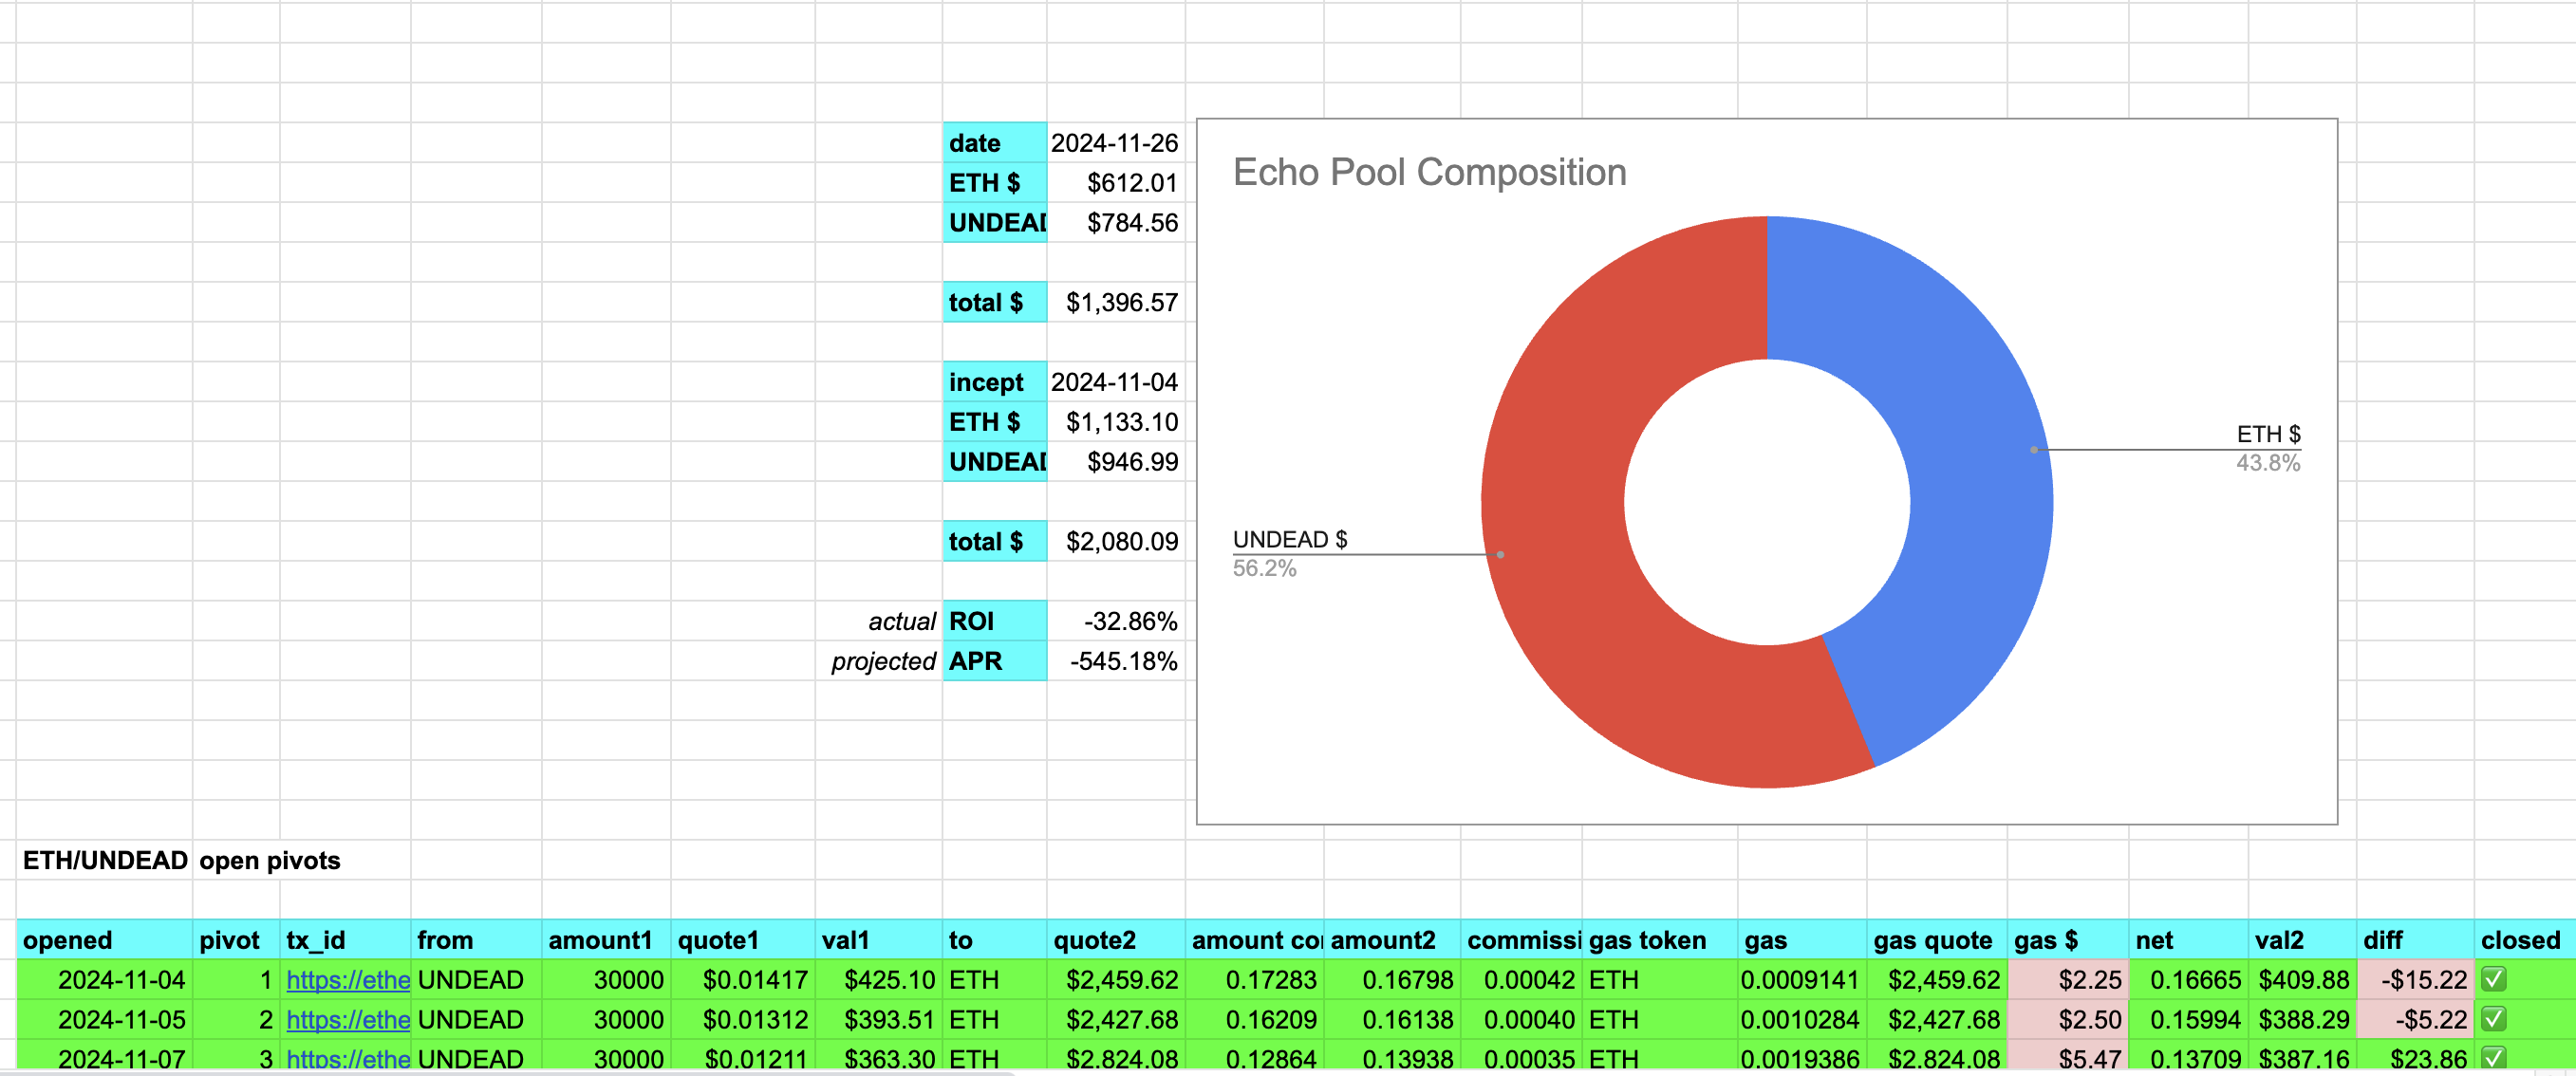 date 2024-11-26
ETH $ $612.01
UNDEAD $784.56
total $ $1,396.57
incept 2024-11-04
ETH $ $1,133.10
UNDEAD $946.99
total $ $2,080.09
actual ROI -32.86%
projected APR -545.18%
Echo Pool Composition
ETH $
43.8%
UNDEAD $
56.2%
ETH/UNDEAD open pivots
opened pivot tx_id from amount1 quote1 val1 to quote2 amount co amount2 commissi gas token gas gas quote gas $ net val2 diff closed
2024-11-04 1 https://ethe UNDEAD 30000 $0.01417 $425.10 ETH $2,459.62 0.17283 0.16798 0.00042 ETH 0.0009141 $2,459.62 $2.25 0.16665 $409.88 -$15.22 ✅
2024-11-05 2 https://ethe UNDEAD 30000 $0.01312 $393.51 ETH $2,427.68 0.16209 0.16138 0.00040 ETH 0.0010284 $2,427.68 $2.50 0.15994 $388.29 -$5.22 ✅
2024-11-07 3 https://ethe UNDEAD 30000 $0.01211 $363.30 ETH $2,824.08 0.12864 0.13938 0.00035 ETH 0.0019386 $2,824.08 $5.47 0.13709 $387.16 $23.86 ✅